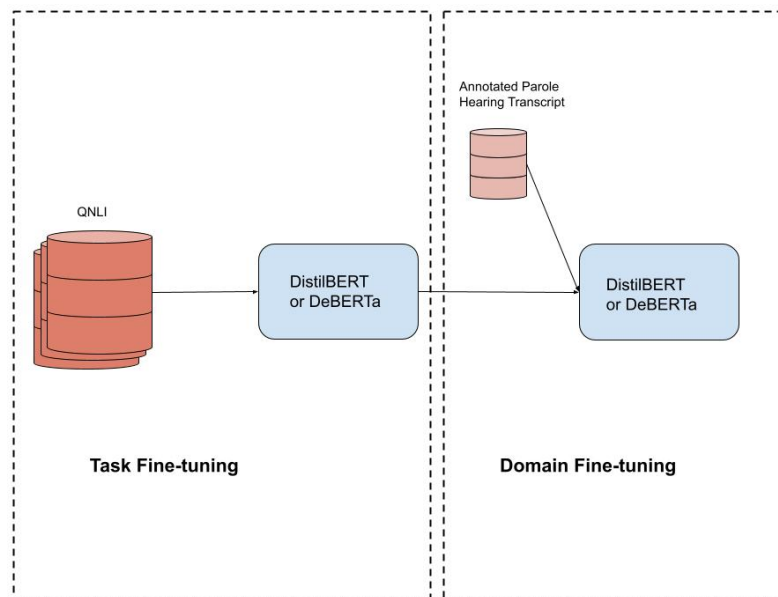 QNLI
DistilBERT
or DeBERTa
Task Fine-tuning
Annotated Parole
Hearing Transcript
DistilBERT
or DeBERTa
Domain Fine-tuning